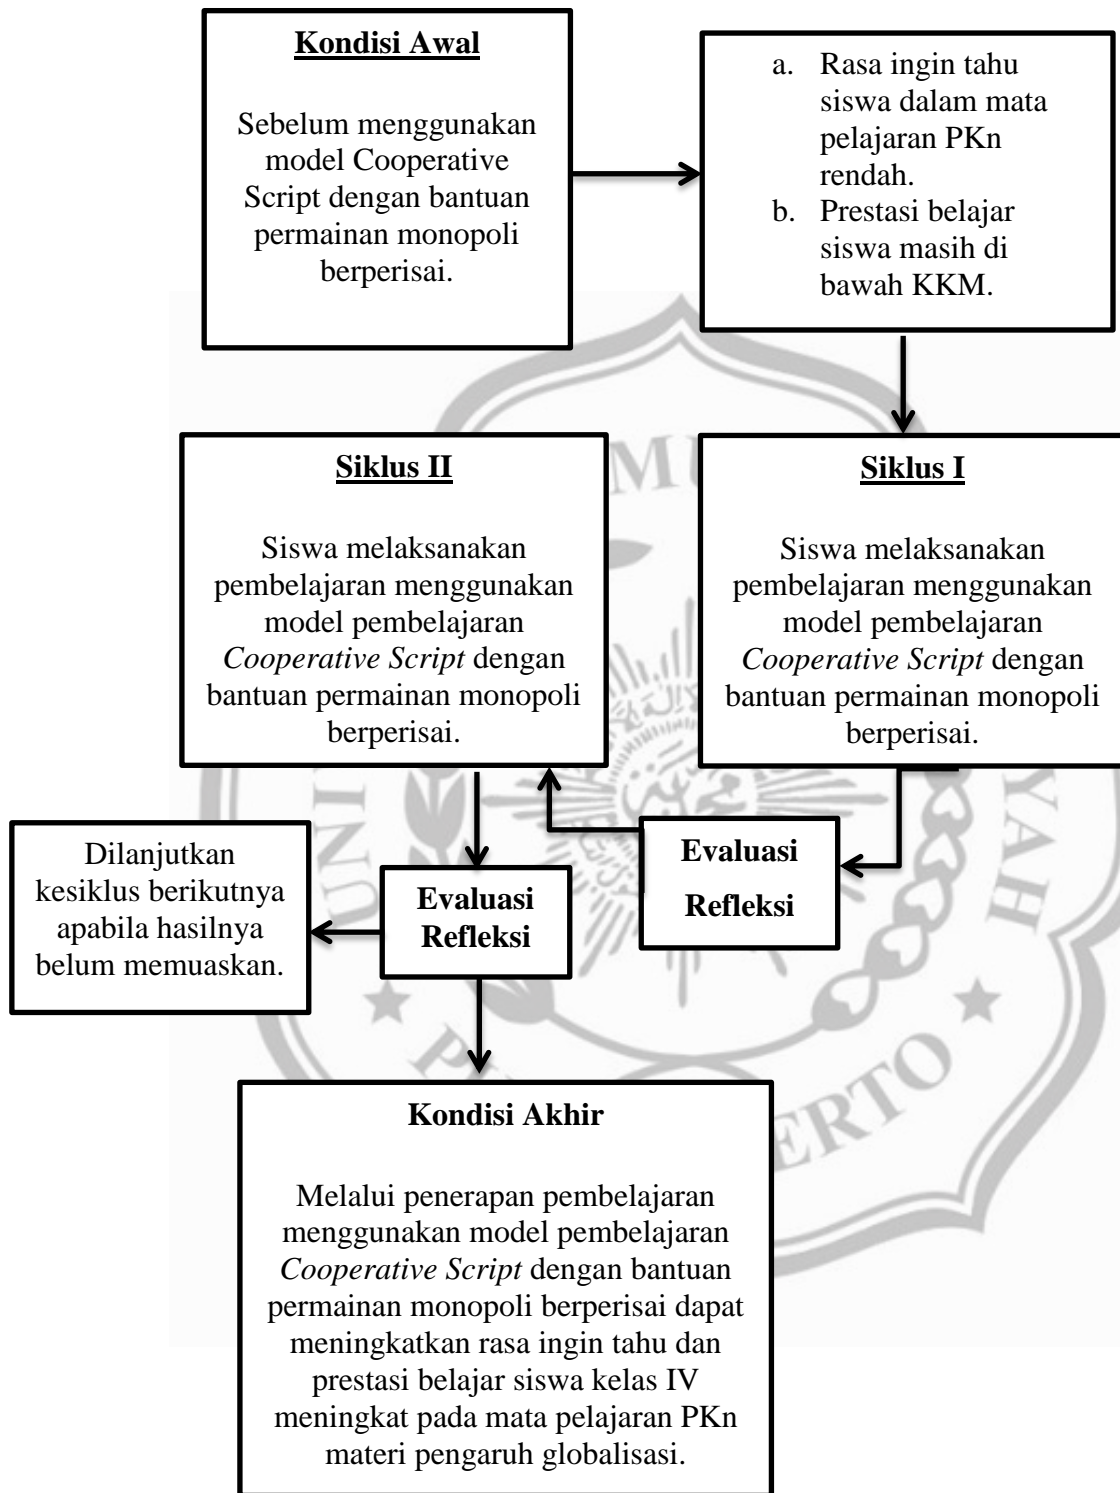 Kondisi Awal
Sebelum menggunakan
model Cooperative
Script dengan bantuan
permainan monopoli
berperisai.
a. Rasa ingin tahu
siswa dalam mata
pelajaran PKn
rendah.
b. Prestasi belajar
siswa masih di
bawah KKM.
Siklus II
Siswa melaksanakan
pembelajaran menggunakan
model pembelajaran
Cooperative Script dengan
bantuan permainan monopoli
berperisai.
Siklus I
Siswa melaksanakan
pembelajaran menggunakan
model pembelajaran
Cooperative Script dengan
bantuan permainan monopoli
berperisai.
Evaluasi
Refleksi
Evaluasi
Refleksi
Dilanjutkan
kesiklus berikutnya
apabila hasilnya
belum memuaskan.
Kondisi Akhir
Melalui penerapan pembelajaran
menggunakan model pembelajaran
Cooperative Script dengan bantuan
permainan monopoli berperisai dapat
meningkatkan rasa ingin tahu dan
prestasi belajar siswa kelas IV
meningkat pada mata pelajaran PKn
materi pengaruh globalisasi.